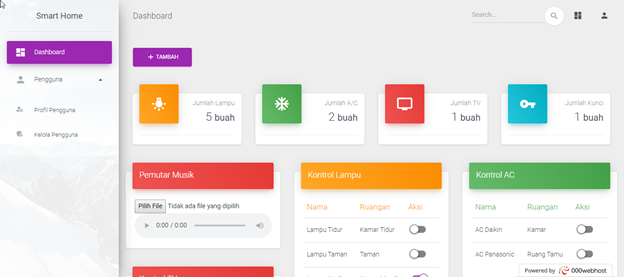 Smart Home
Dashboard
Pengguna
Profil Pengguna
Kelola Pengguna
Dashboard
Search...
+ TAMBAH
Jumlah Lampu
5 buah
Jumlah A/C
2 buah
Jumlah TV
1 buah
Jumlah Kunci
1 buah
Pemutar Musik
Pilih File Tidak ada file yang dipilih
0:00 / 0:00
Kontrol Lampu
Nama Ruangan Aksi
Lampu Tidur Kamar Tidur
Lampu Taman Taman
Kontrol AC
Nama Ruangan Aksi
AC Daikin Kamar
AC Panasonic Ruang Tamu
Powered by 000webhost